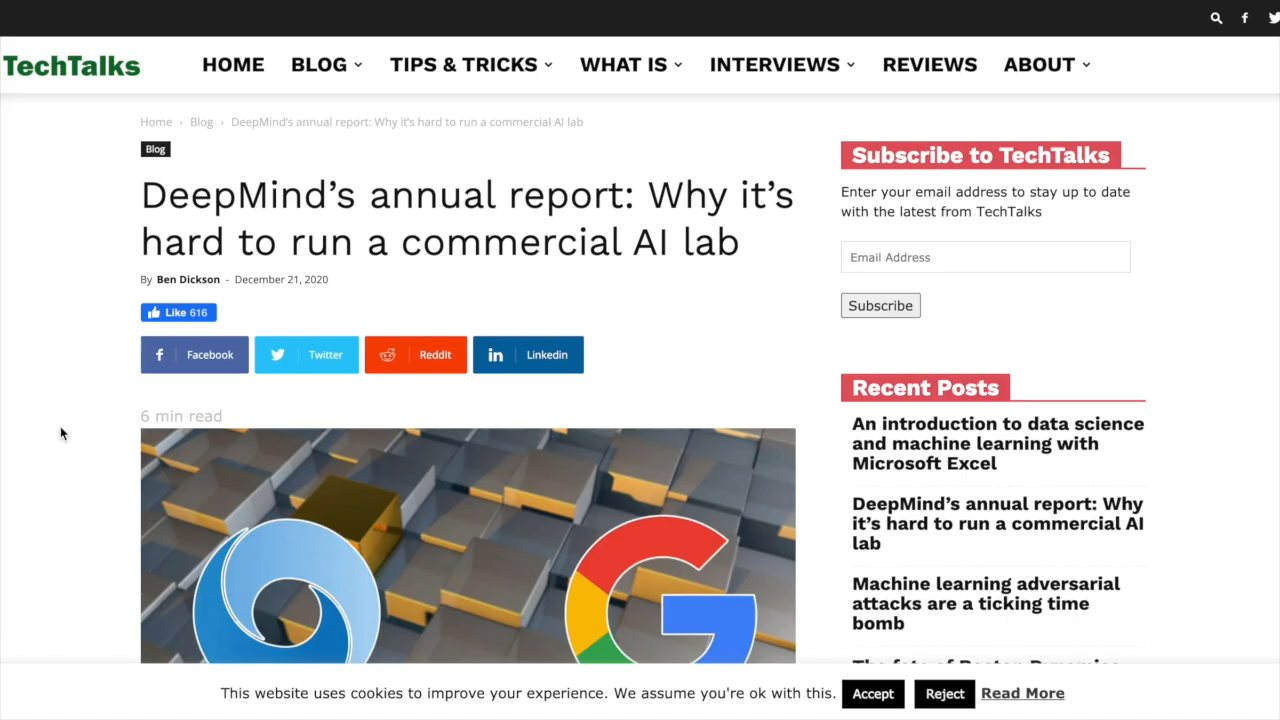 TechTalks
HOME BLOG TIPS & TRICKS WHAT IS INTERVIEWS REVIEWS ABOUT
Home › Blog › DeepMind’s annual report: Why it’s hard to run a commercial AI lab
Blog
DeepMind’s annual report: Why it’s
hard to run a commercial AI lab
By Ben Dickson - December 21, 2020
Like 616
Facebook
Twitter
ReddIt
Linkedin
6 min read
Subscribe to TechTalks
Enter your email address to stay up to date
with the latest from TechTalks
Email Address
Subscribe
Recent Posts
An introduction to data science
and machine learning with
Microsoft Excel
DeepMind’s annual report: Why
it’s hard to run a commercial AI
lab
Machine learning adversarial
attacks are a ticking time
bomb
This website uses cookies to improve your experience. We assume you're ok with this. Accept Reject Read More